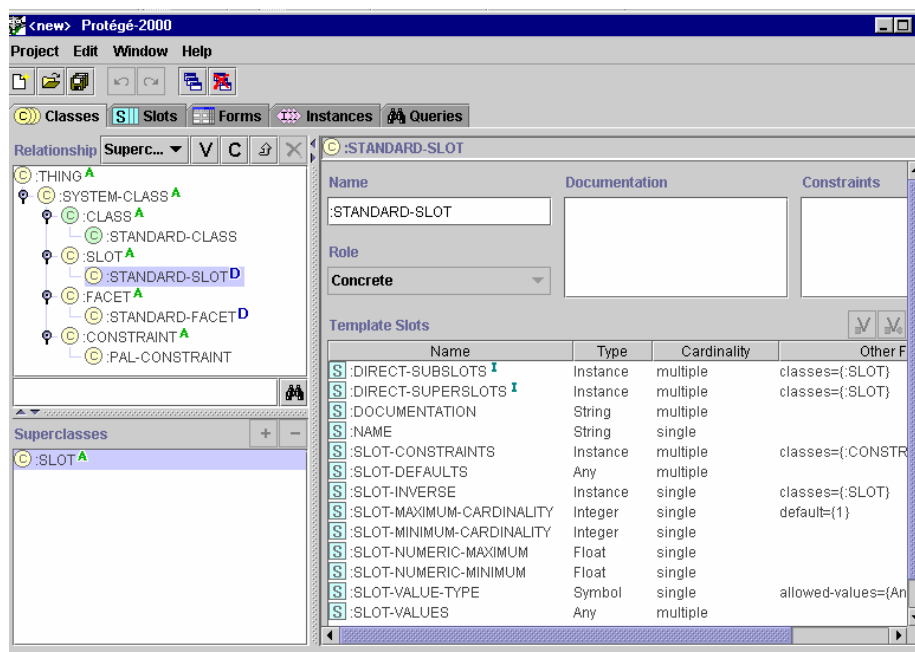 <new> Protégé-2000
Project Edit Window Help
C Classes S Slots Forms Instances Queries
Relationship Superc... V C
C :THING A
C :SYSTEM-CLASS A
C :CLASS A
C :STANDARD-CLASS
C :SLOT A
C :STANDARD-SLOT D
C :FACET A
C :STANDARD-FACET D
C :CONSTRAINT A
C :PAL-CONSTRAINT
Superclasses + −
C :SLOT A
C :STANDARD-SLOT
Name Documentation Constraints
:STANDARD-SLOT
Role
Concrete
Template Slots
Name Type Cardinality Other F
S :DIRECT-SUBSLOTS I Instance multiple classes={:SLOT}
S :DIRECT-SUPERSLOTS I Instance multiple classes={:SLOT}
S :DOCUMENTATION String multiple
S :NAME String single
S :SLOT-CONSTRAINTS Instance multiple classes={:CONSTR
S :SLOT-DEFAULTS Any multiple
S :SLOT-INVERSE Instance single classes={:SLOT}
S :SLOT-MAXIMUM-CARDINALITY Integer single default={1}
S :SLOT-MINIMUM-CARDINALITY Integer single
S :SLOT-NUMERIC-MAXIMUM Float single
S :SLOT-NUMERIC-MINIMUM Float single
S :SLOT-VALUE-TYPE Symbol single allowed-values={An
S :SLOT-VALUES Any multiple